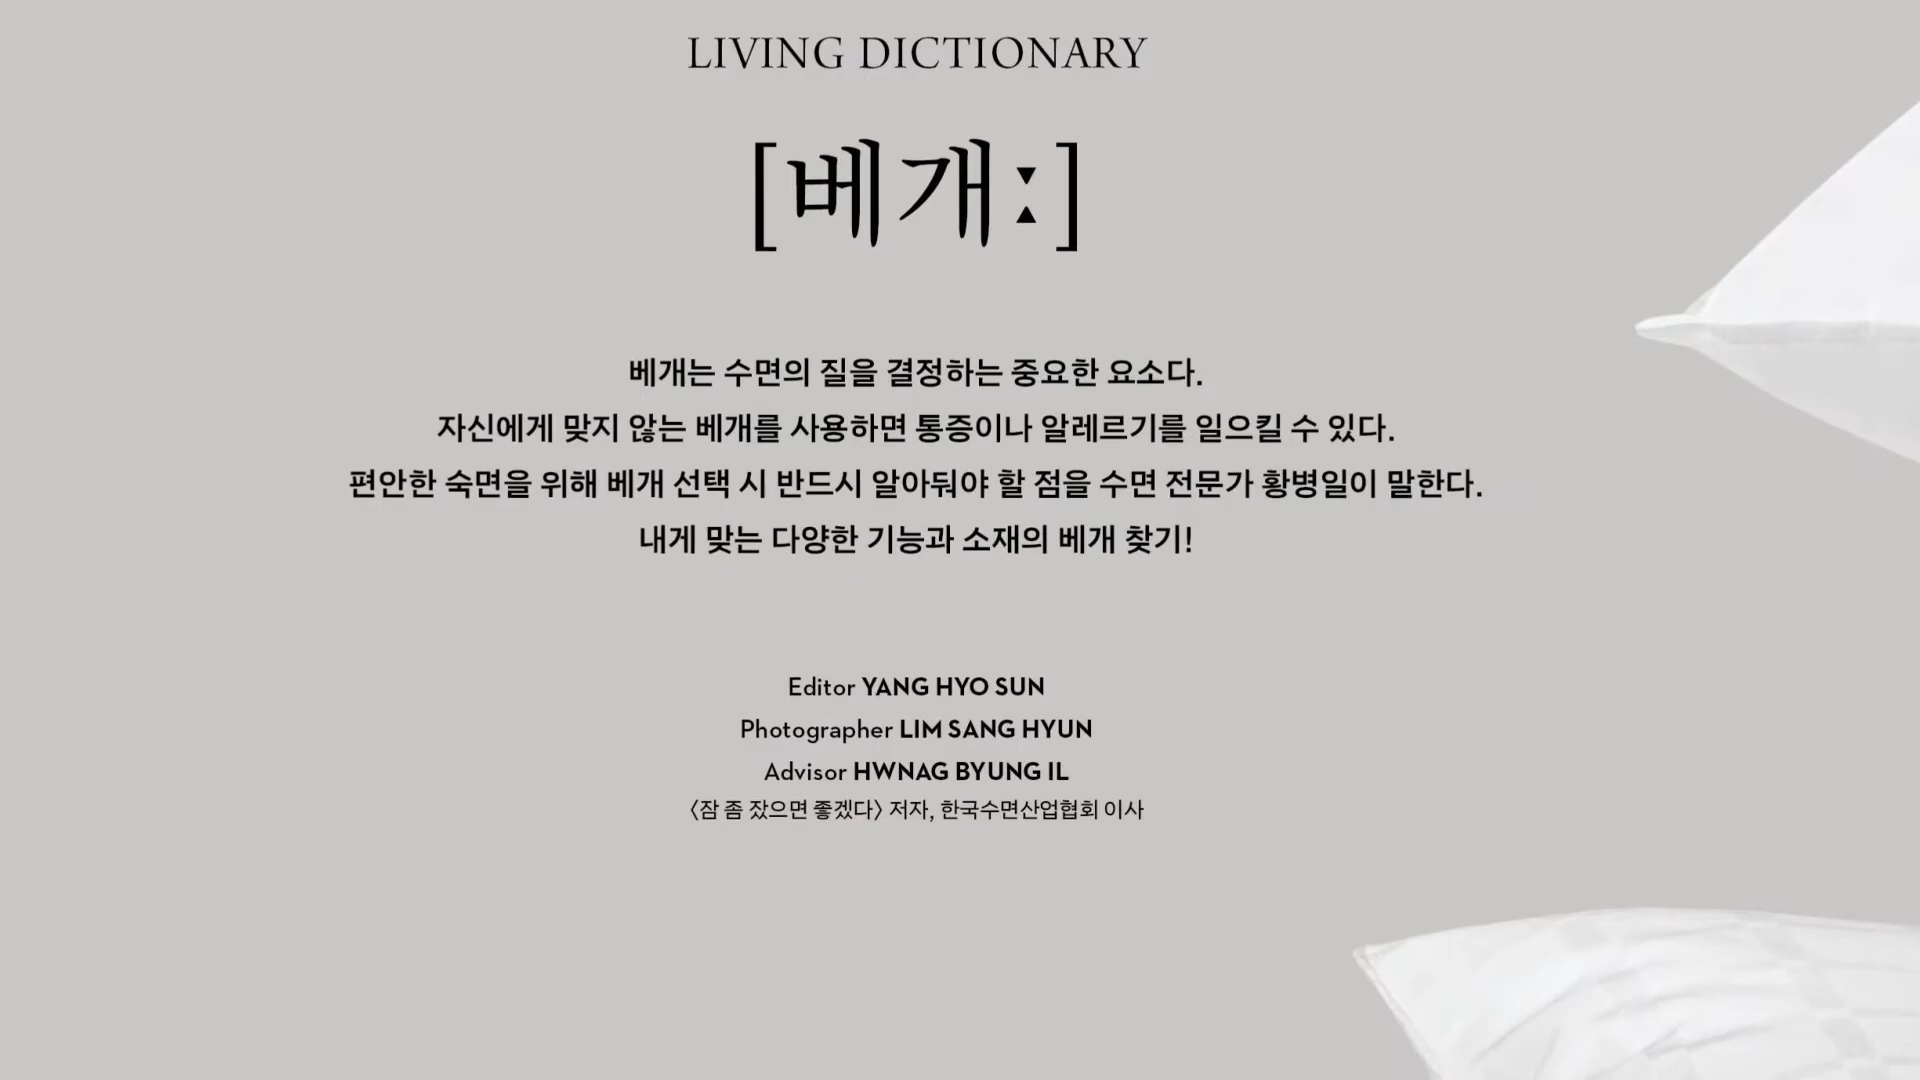 LIVING DICTIONARY
[베개ː]
베개는 수면의 질을 결정하는 중요한 요소다.
자신에게 맞지 않는 베개를 사용하면 통증이나 알레르기를 일으킬 수 있다.
편안한 숙면을 위해 베개 선택 시 반드시 알아둬야 할 점을 수면 전문가 황병일이 말한다.
내게 맞는 다양한 기능과 소재의 베개 찾기!
Editor YANG HYO SUN
Photographer LIM SANG HYUN
Advisor HWNAG BYUNG IL
〈잠 좀 잤으면 좋겠다〉 저자, 한국수면산업협회 이사